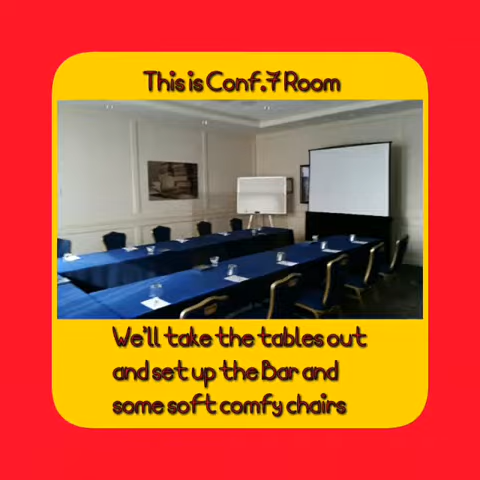 This is Conf.7 Room
We'll take the tables out
and set up the Bar and
some soft comfy chairs